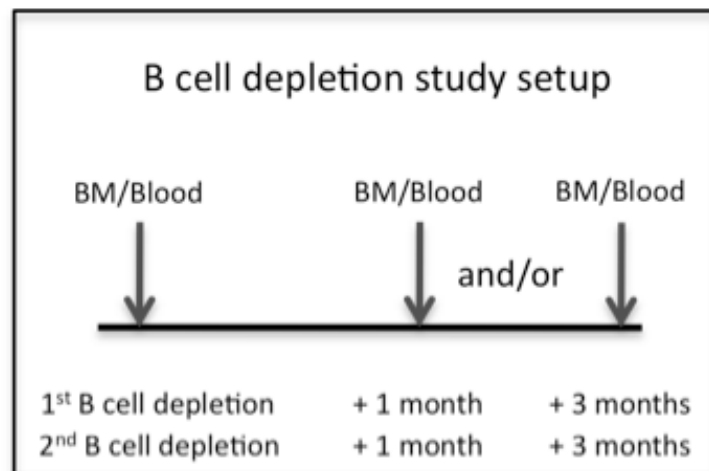 B cell depletion study setup
BM/Blood BM/Blood BM/Blood
and/or
1st B cell depletion + 1 month + 3 months
2nd B cell depletion + 1 month + 3 months